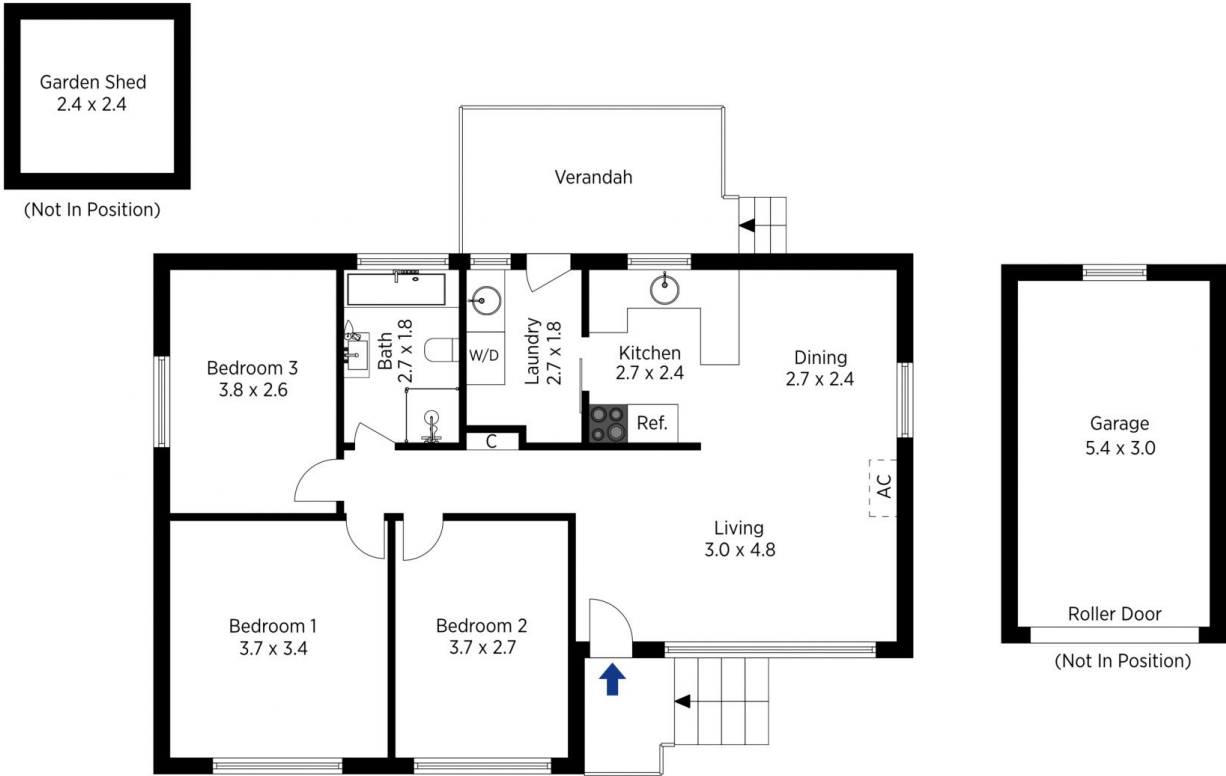 Garden Shed
2.4 x 2.4
(Not In Position)
Verandah
Bedroom 3
3.8 x 2.6
Bath
2.7 x 1.8
W/D
Laundry
2.7 x 1.8
Kitchen
2.7 x 2.4
Ref.
Dining
2.7 x 2.4
C
AC
Living
3.0 x 4.8
Bedroom 1
3.7 x 3.4
Bedroom 2
3.7 x 2.7
Garage
5.4 x 3.0
Roller Door
(Not In Position)